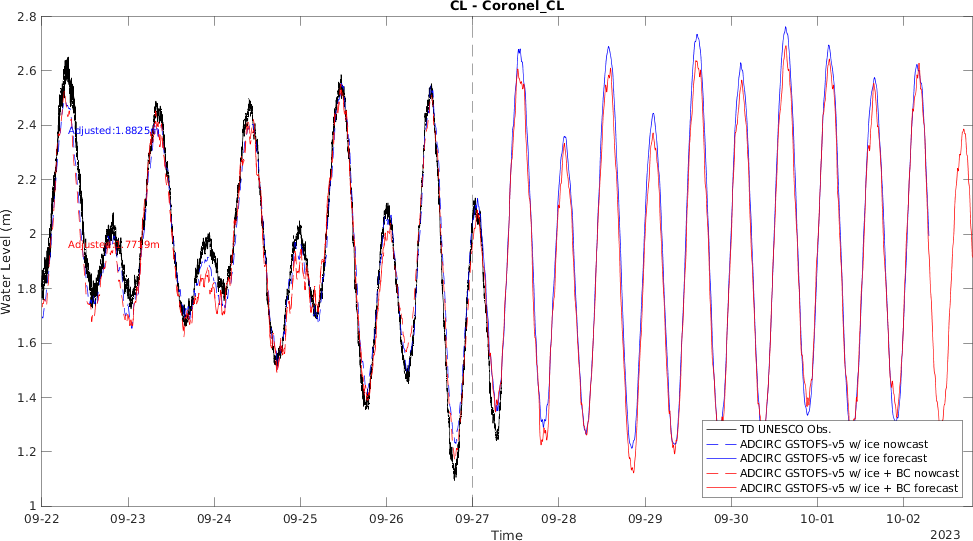 CL - Coronel_CL
2.8
2.6
2.4
2.2
2
1.8
1.6
1.4
1.2
1
Water Level (m)
Adjusted:1.8825m
TD UNESCO Obs.
ADCIRC GSTOFS-v5 w/ ice nowcast
ADCIRC GSTOFS-v5 w/ ice forecast
ADCIRC GSTOFS-v5 w/ ice + BC nowcast
ADCIRC GSTOFS-v5 w/ ice + BC forecast
09-22 09-23 09-24 09-25 09-26 09-27 09-28 09-29 09-30 10-01 10-02
Time
2023